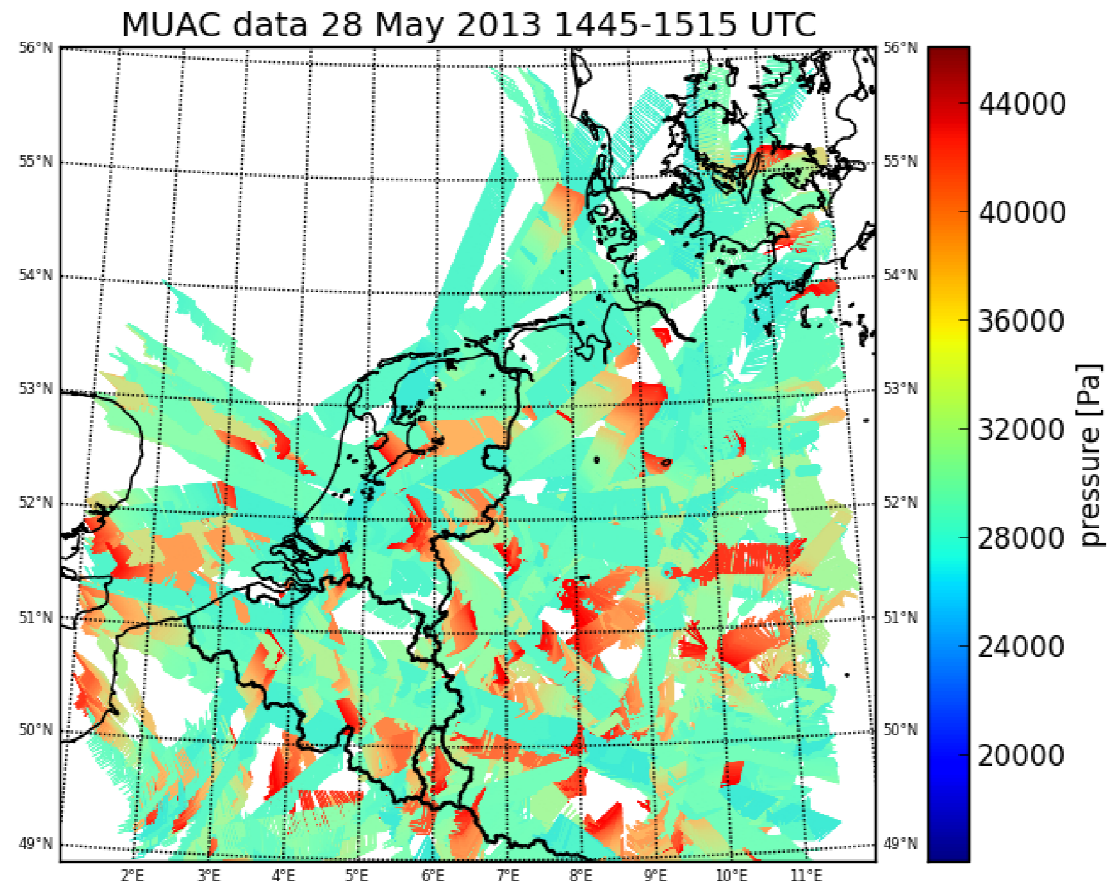 MUAC data 28 May 2013 1445-1515 UTC
56°N 56°N
55°N 55°N
54°N 54°N
53°N 53°N
52°N 52°N
51°N 51°N
50°N 50°N
49°N 49°N
2°E 3°E 4°E 5°E 6°E 7°E 8°E 9°E 10°E 11°E
44000
40000
36000
32000
28000
24000
20000
pressure [Pa]